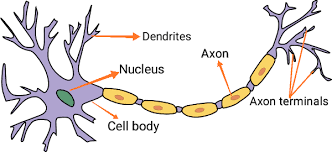 Dendrites
Nucleus
Axon
Cell body
Axon terminals